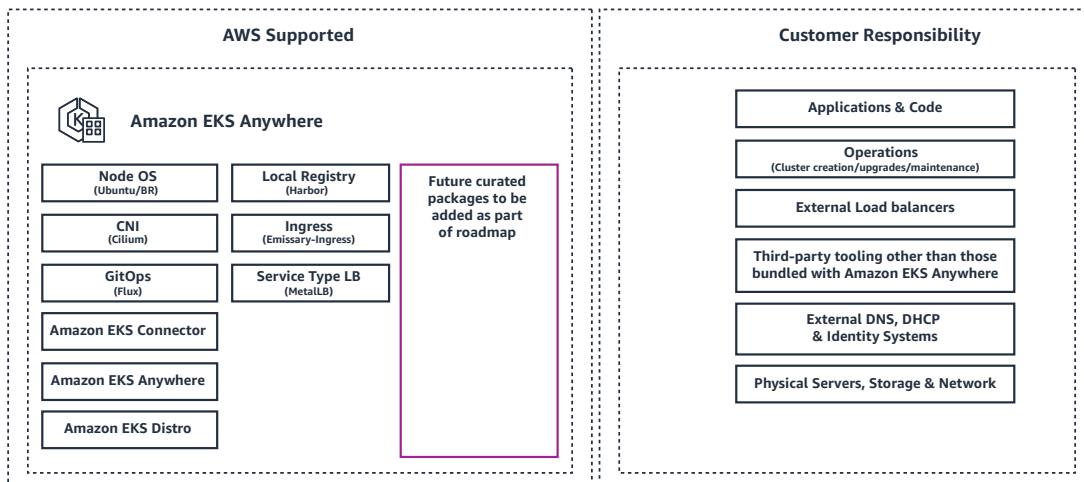 AWS Supported
Amazon EKS Anywhere
Node OS
(Ubuntu/BR)
CNI
(Cilium)
GitOps
(Flux)
Amazon EKS Connector
Amazon EKS Anywhere
Amazon EKS Distro
Local Registry
(Harbor)
Ingress
(Emissary-Ingress)
Service Type LB
(MetalLB)
Future curated
packages to be
added as part
of roadmap
Customer Responsibility
Applications & Code
Operations
(Cluster creation/upgrades/maintenance)
External Load balancers
Third-party tooling other than those
bundled with Amazon EKS Anywhere
External DNS, DHCP
& Identity Systems
Physical Servers, Storage & Network